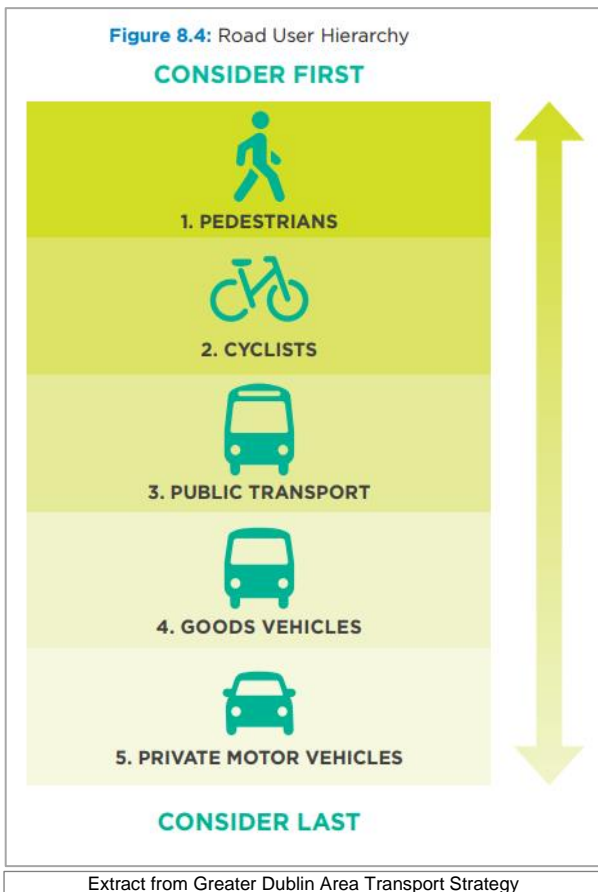 Figure 8.4: Road User Hierarchy
CONSIDER FIRST
1. PEDESTRIANS
2. CYCLISTS
3. PUBLIC TRANSPORT
4. GOODS VEHICLES
5. PRIVATE MOTOR VEHICLES
CONSIDER LAST
Extract from Greater Dublin Area Transport Strategy